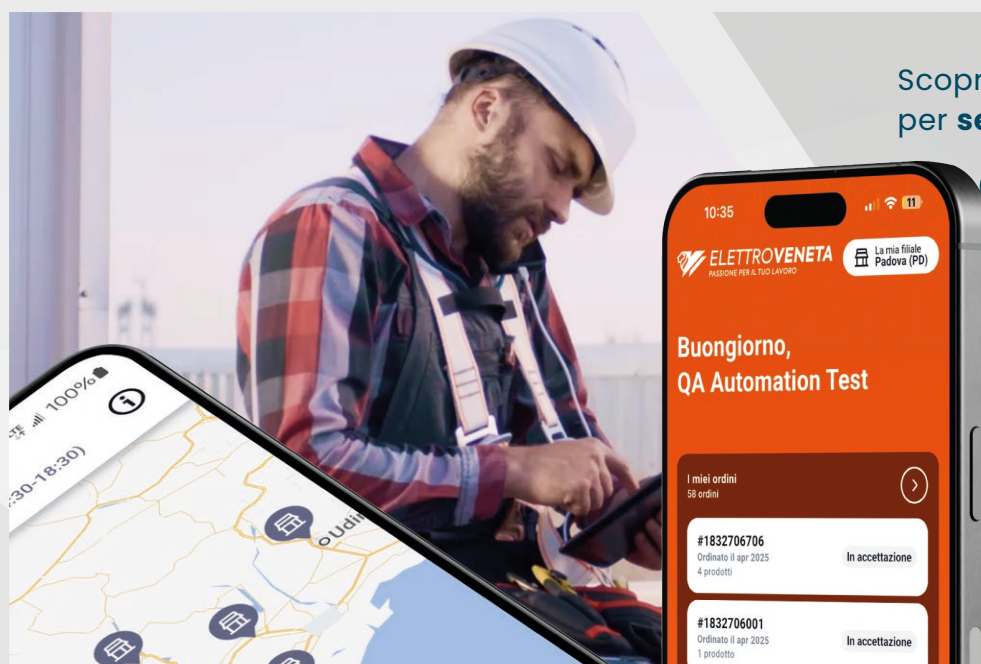 Scopr
per se
10:35
11
ELETTROVENETA
PASSIONE PER IL TUO LAVORO
La mia filiale
Padova (PD)
Buongiorno,
QA Automation Test
I miei ordini
58 ordini
#1832706706
Ordinato il apr 2025
4 prodotti
In accettazione
#1832706001
Ordinato il apr 2025
1 prodotto
In accettazione
100%
:30-18:30)
Udi